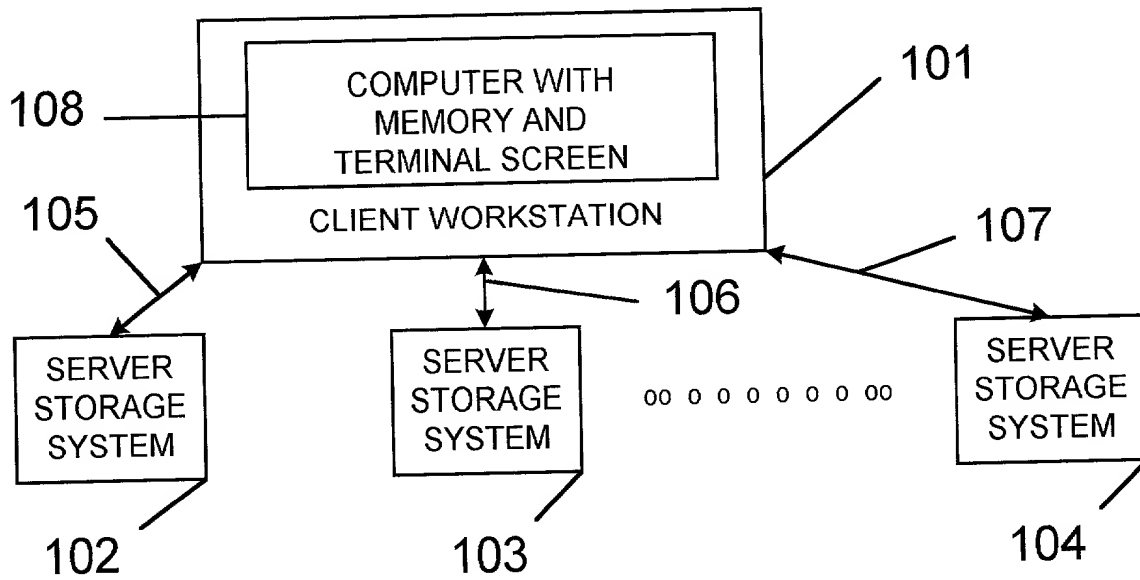 COMPUTER WITH
MEMORY AND
TERMINAL SCREEN
CLIENT WORKSTATION
101
108
105
106
107
SERVER
STORAGE
SYSTEM
SERVER
STORAGE
SYSTEM
oo o o o o o o oo
SERVER
STORAGE
SYSTEM
102
103
104